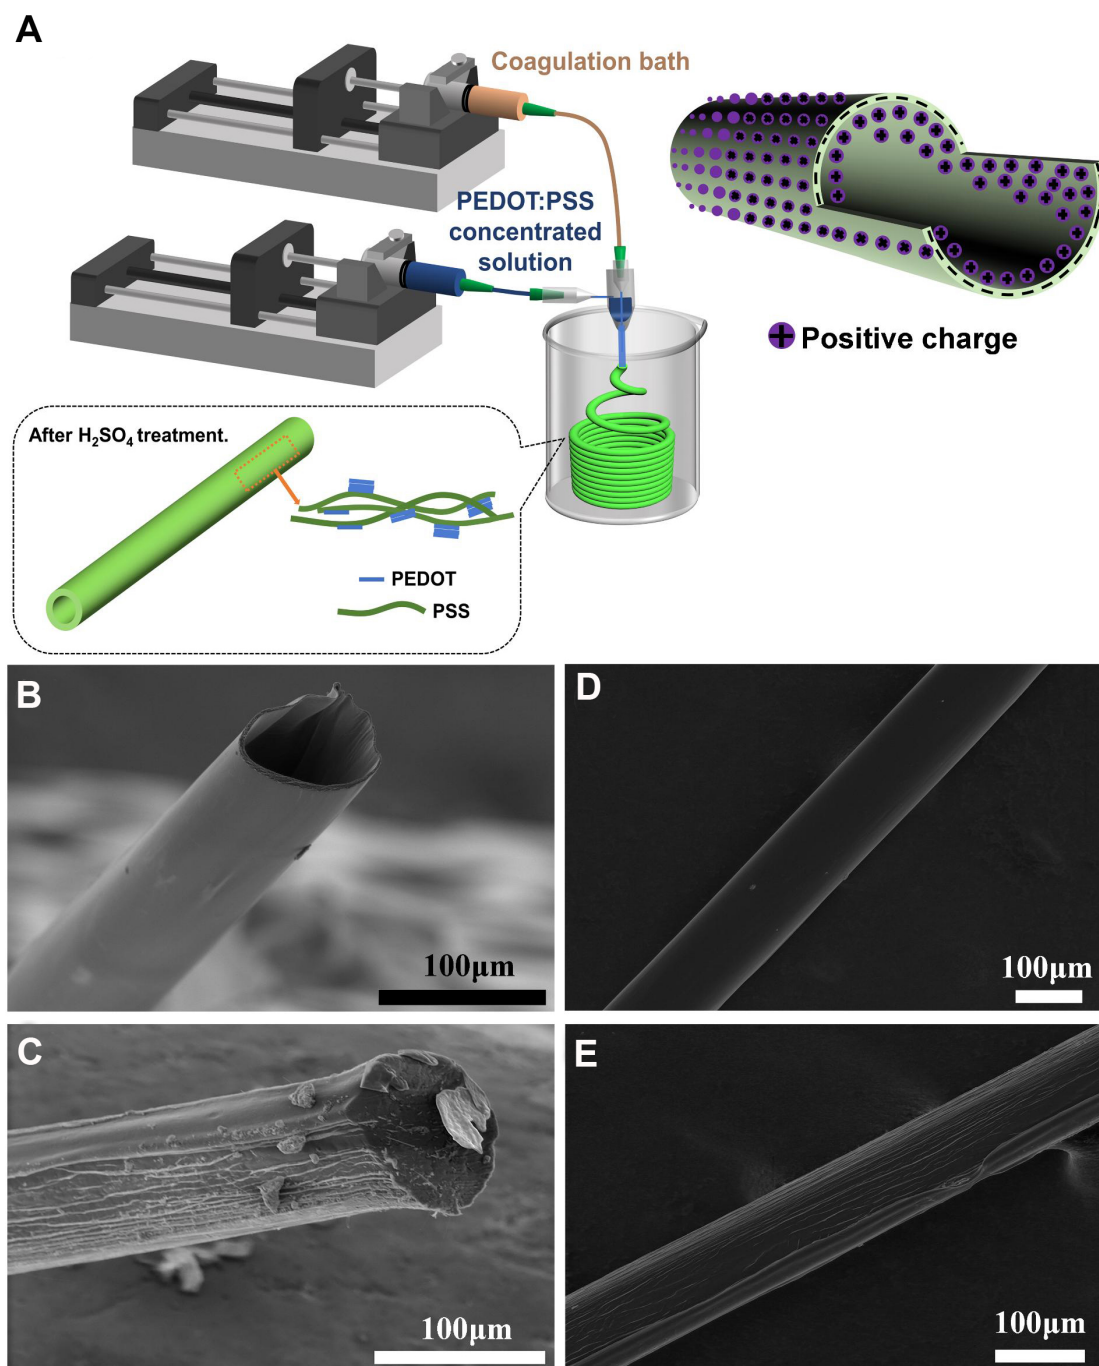 A
Coagulation bath
PEDOT:PSS
concentrated
solution
Positive charge
After H₂SO₄ treatment.
PEDOT
PSS
B
100μm
D
100μm
C
100μm
E
100μm